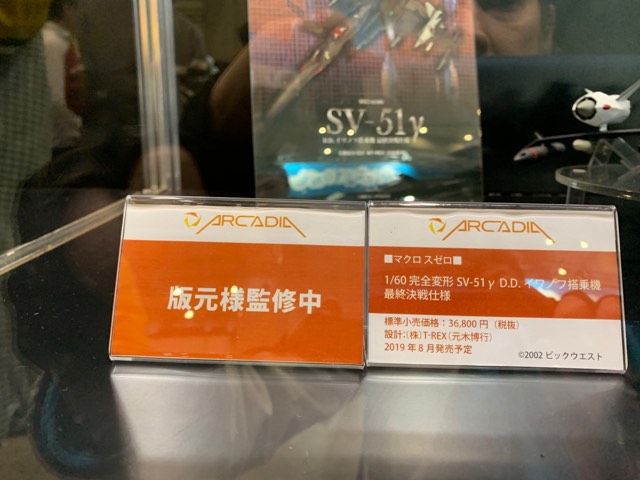 SV-51γ
ARCADIA
版元様監修中
ARCADIA
■マクロスゼロ■
1/60 完全変形 SV-51γ D.D.イワノフ搭乗機
最終決戦仕様
標準小売価格：36,800円（税抜）
設計：(株)T-REX（元木博行）
2019年8月発売予定
©2002 ビックウエスト